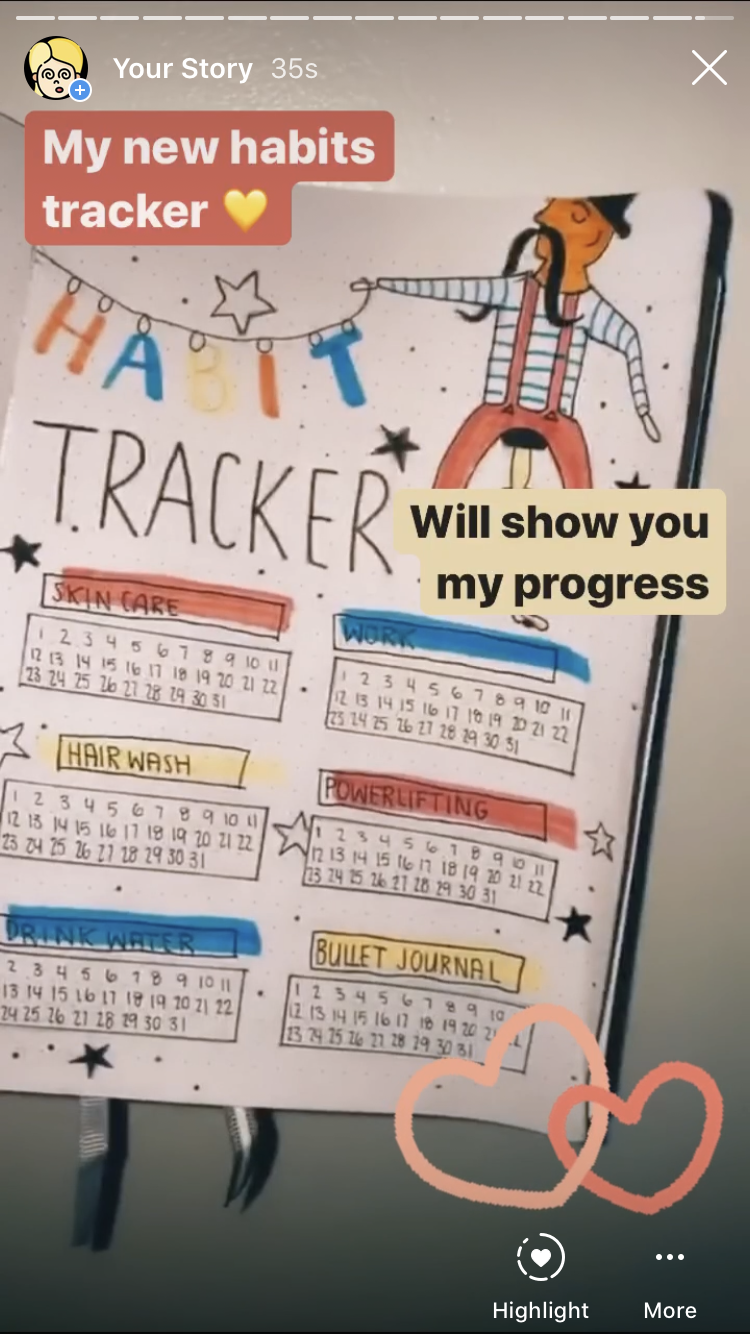 Your Story 35s
My new habits
tracker 💛
HABIT
TRACKER
Will show you
my progress
SKIN CARE
1 2 3 4 5 6 7 8 9 10 11
12 13 14 15 16 17 18 19 20 21 22
23 24 25 26 27 28 29 30 31
WORK
1 2 3 4 5 6 7 8 9 10 11
12 13 14 15 16 17 18 19 20 21 22
23 24 25 26 27 28 29 30 31
HAIR WASH
1 2 3 4 5 6 7 8 9 10 11
12 13 14 15 16 17 18 19 20 21 22
23 24 25 26 27 28 29 30 31
POWERLIFTING
1 2 3 4 5 6 7 8 9 10 11
12 13 14 15 16 17 18 19 20 21 22
23 24 25 26 27 28 29 30 31
DRINK WATER
2 3 4 5 6 7 8 9 10 11
13 14 15 16 17 18 19 20 21 22
24 25 26 27 28 29 30 31
BULLET JOURNAL
1 2 3 4 5 6 7 8 9 10
12 13 14 15 16 17 18 19 20
23 24 25 26 27 28 29 30 31
Highlight
More